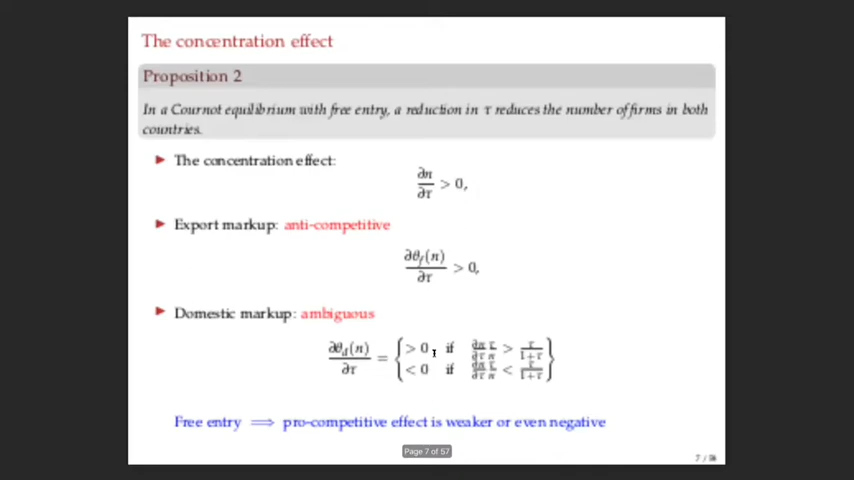 The concentration effect
Proposition 2
In a Cournot equilibrium with free entry, a reduction in τ reduces the number of firms in both
countries.
► The concentration effect:
∂n/∂τ > 0,
► Export markup: anti-competitive
∂θf(n)/∂τ > 0,
► Domestic markup: ambiguous
∂θd(n)/∂τ = { > 0 if ∂n/∂τ τ/n > τ/1+τ
< 0 if ∂n/∂τ τ/n < τ/1+τ }
Free entry ⟹ pro-competitive effect is weaker or even negative
Page 7 of 57
7 /